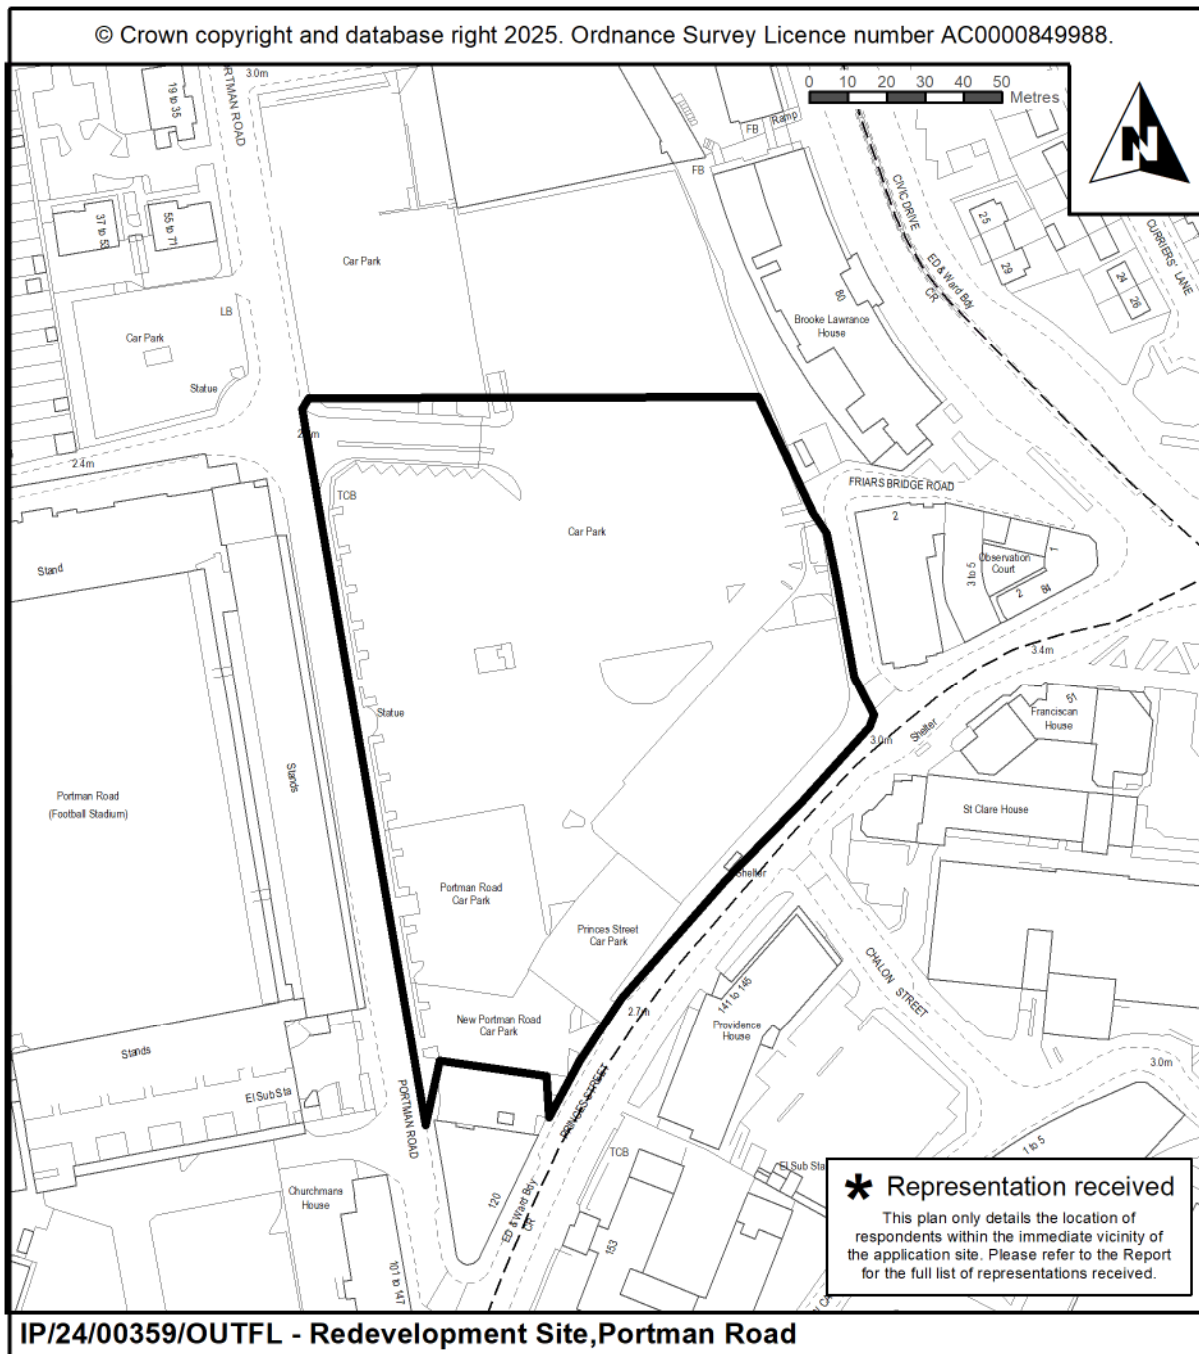 © Crown copyright and database right 2025. Ordnance Survey Licence number AC0000849988.
0 10 20 30 40 50 Metres
N
3.0m
19 to 35
PORTMAN ROAD
FB
Ramp
FB
CIVIC DRIVE
25
29
ED & Ward Bdy
CR
24
26
CURRIERS' LANE
37 to 53
55 to 71
Car Park
80
Brooke Lawrance
House
LB
Car Park
Statue
2.4m
TCB
FRIARS BRIDGE ROAD
2
Car Park
1
Observation
Court
3 to 5
2
84
Stand
3.4m
Statue
51
Franciscan
House
Shelter
3.0m
Stands
Portman Road
(Football Stadium)
St Clare House
Shelter
Portman Road
Car Park
Princes Street
Car Park
CHALON STREET
141 to 145
Providence
House
2.7m
New Portman Road
Car Park
Stands
El Sub Sta
3.0m
PORTMAN ROAD
PRINCES STREET
TCB
1 to 5
El Sub Sta
Churchmans
House
120
ED & Ward Bdy
CR
153
101 to 147
* Representation received
This plan only details the location of
respondents within the immediate vicinity of
the application site. Please refer to the Report
for the full list of representations received.
IP/24/00359/OUTFL - Redevelopment Site,Portman Road